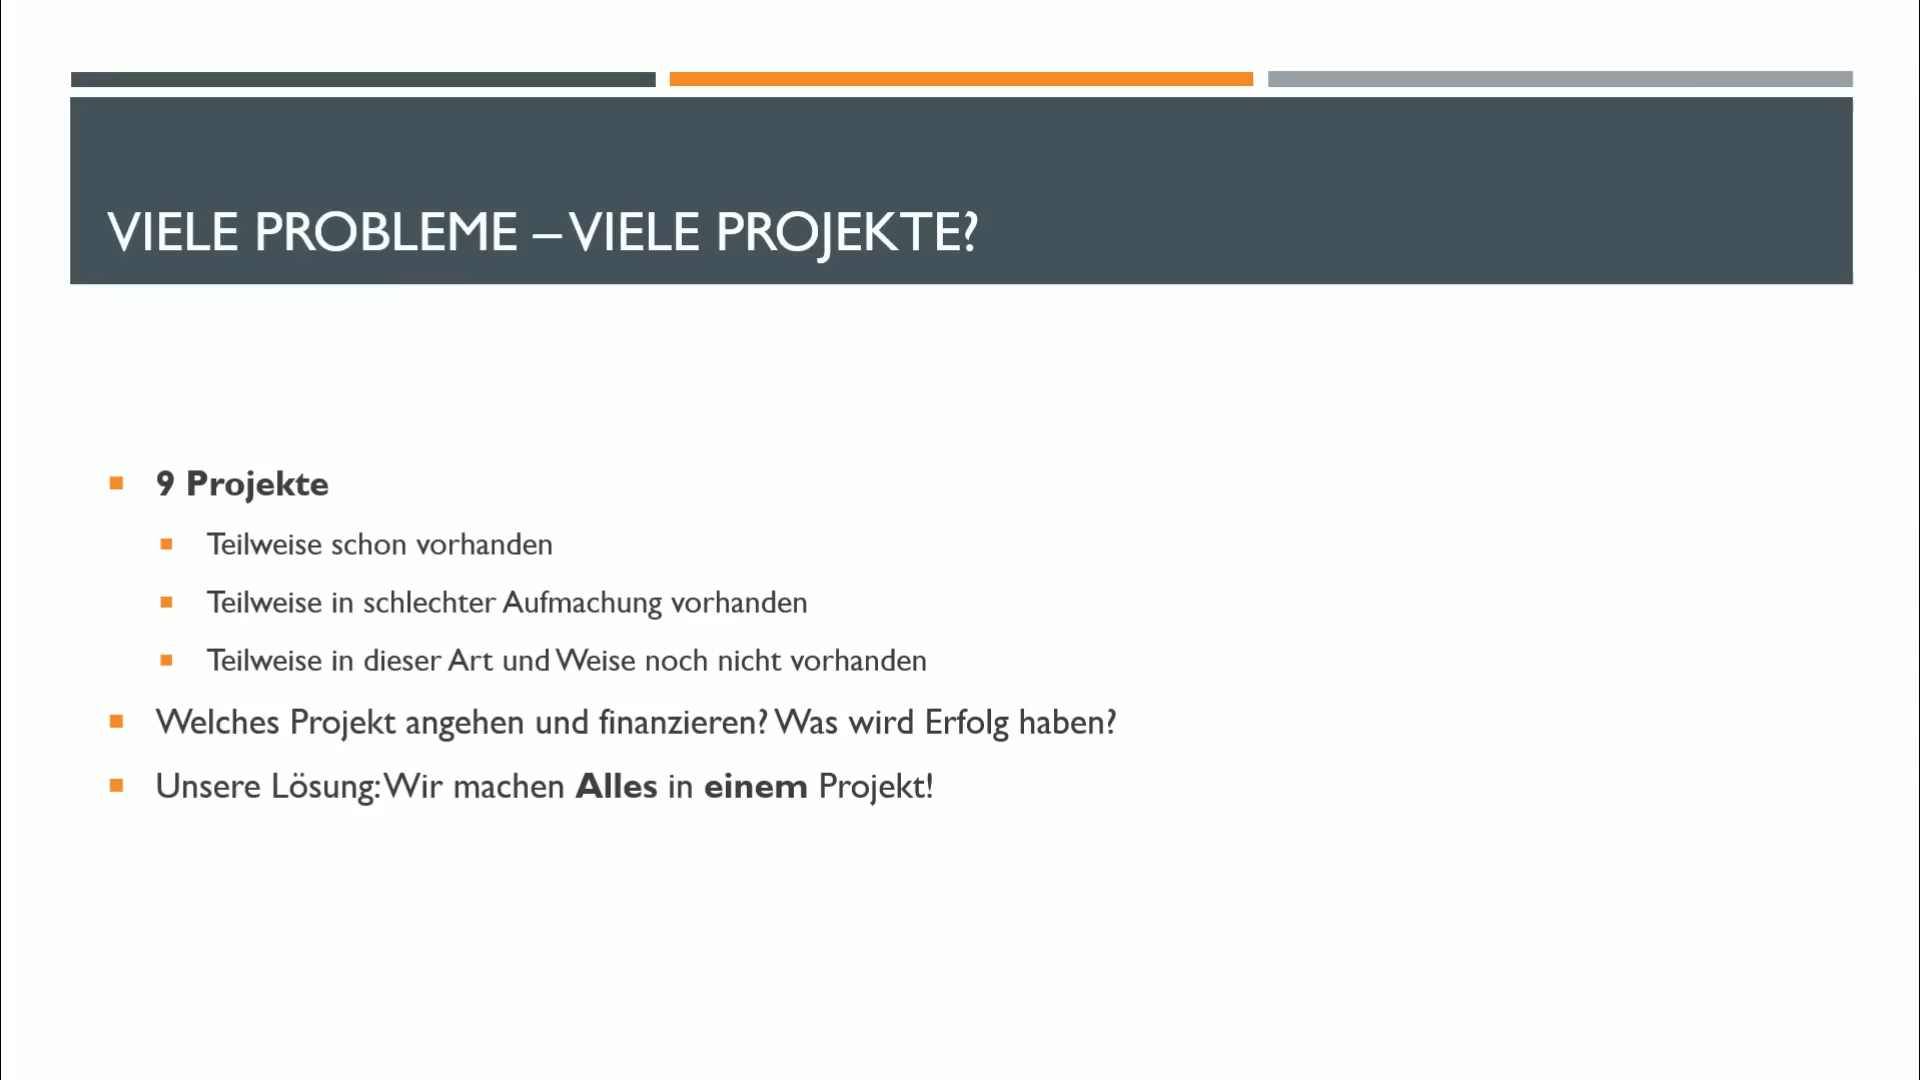 VIELE PROBLEME – VIELE PROJEKTE?
9 Projekte
Teilweise schon vorhanden
Teilweise in schlechter Aufmachung vorhanden
Teilweise in dieser Art und Weise noch nicht vorhanden
Welches Projekt angehen und finanzieren? Was wird Erfolg haben?
Unsere Lösung: Wir machen Alles in einem Projekt!